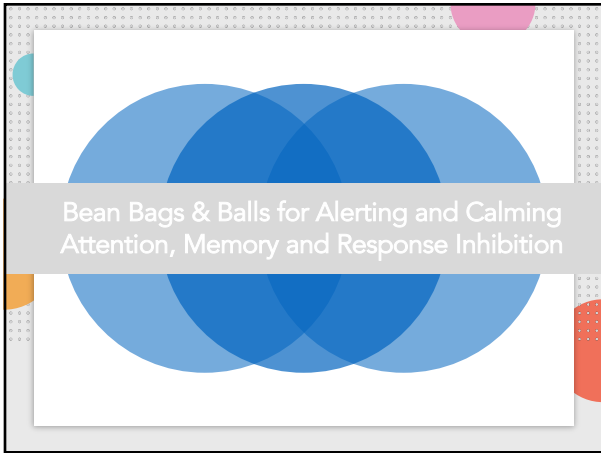 Bean Bags & Balls for Alerting and Calming
Attention, Memory and Response Inhibition